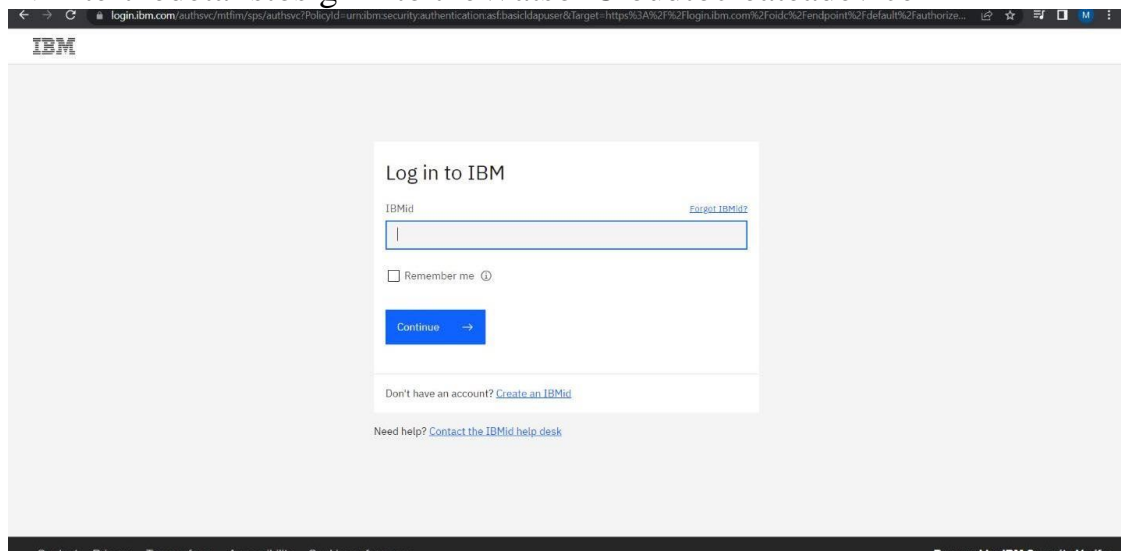 login.ibm.com/authsvc/mtfim/sps/authsvc?PolicyId=urn:ibm:security:authentication:asf:basicldapuser&Target=https%3A%2F%2Flogin.ibm.com%2Foidc%2Fendpoint%2Fdefault%2Fauthorize... M
IBM
Log in to IBM
IBMid Forgot IBMid?
Remember me
Continue →
Don't have an account? Create an IBMid
Need help? Contact the IBMid help desk